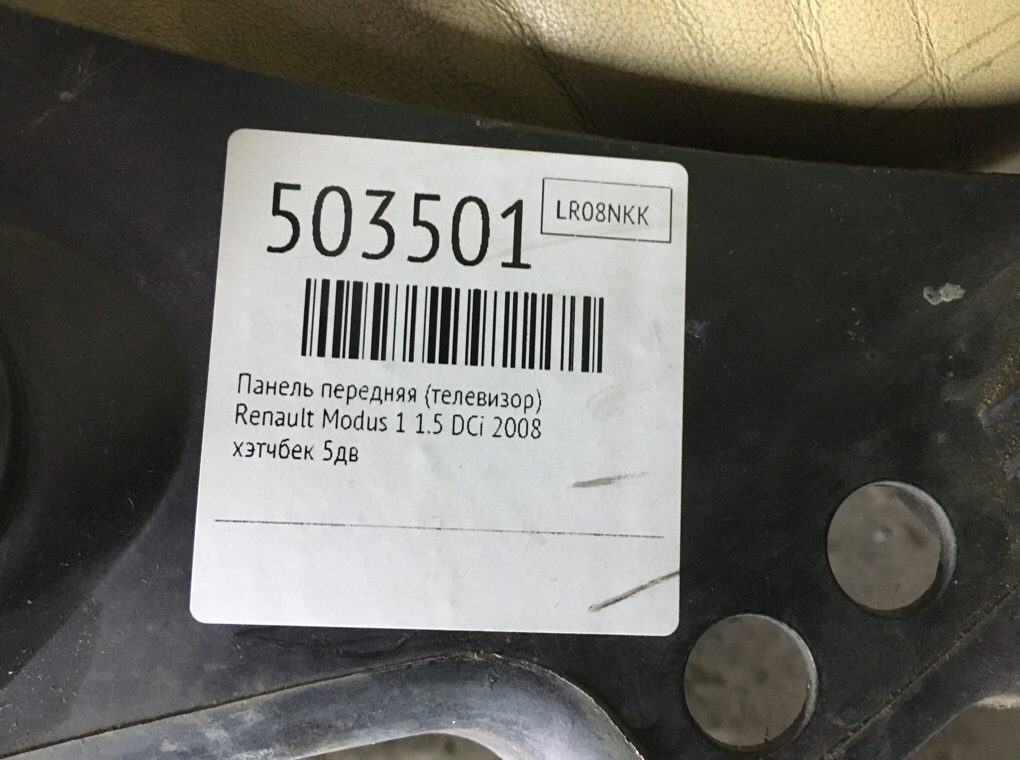 503501
LR08NKK
Панель передняя (телевизор)
Renault Modus 1 1.5 DCi 2008
хэтчбек 5дв